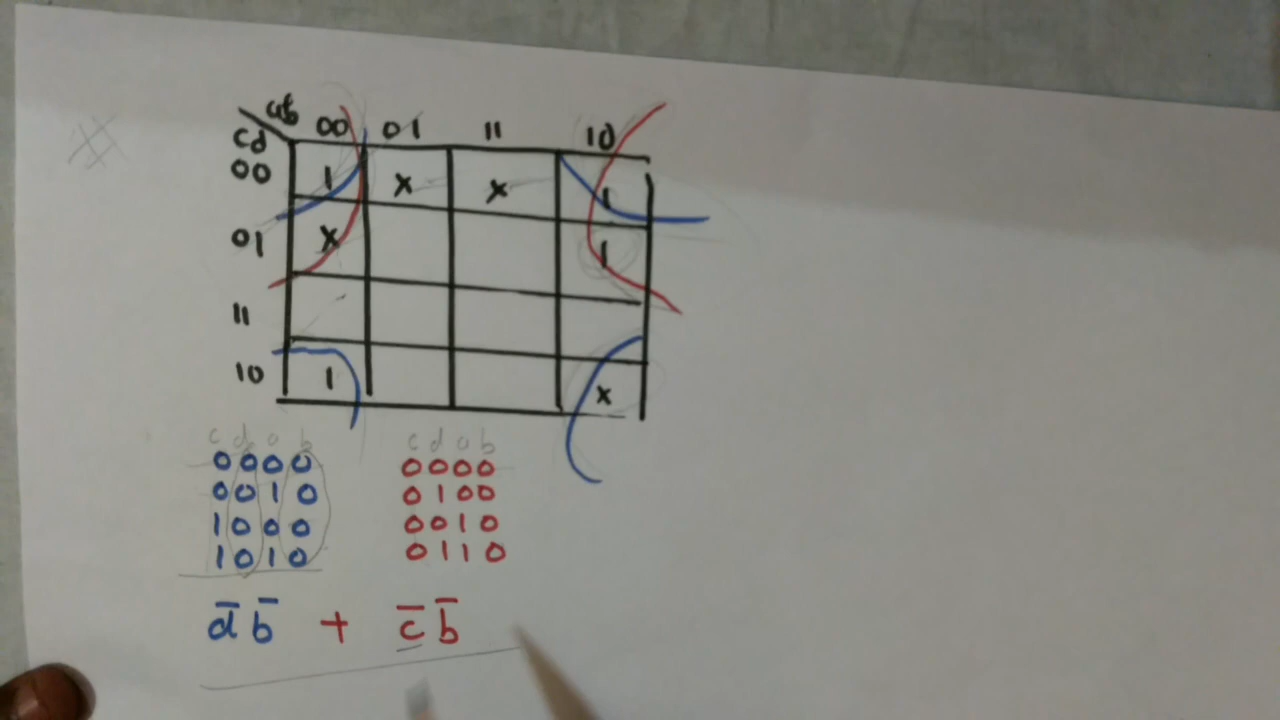 #
ab
cd 00 01 11 10
00 1 x x 1
01 x 1
11
10 1 x
c d a b c d a b
0 0 0 0 0 0 0 0
0 0 1 0 0 1 0 0
1 0 0 0 0 0 1 0
1 0 1 0 0 1 1 0
d̅ b̅ + c̅ b̅